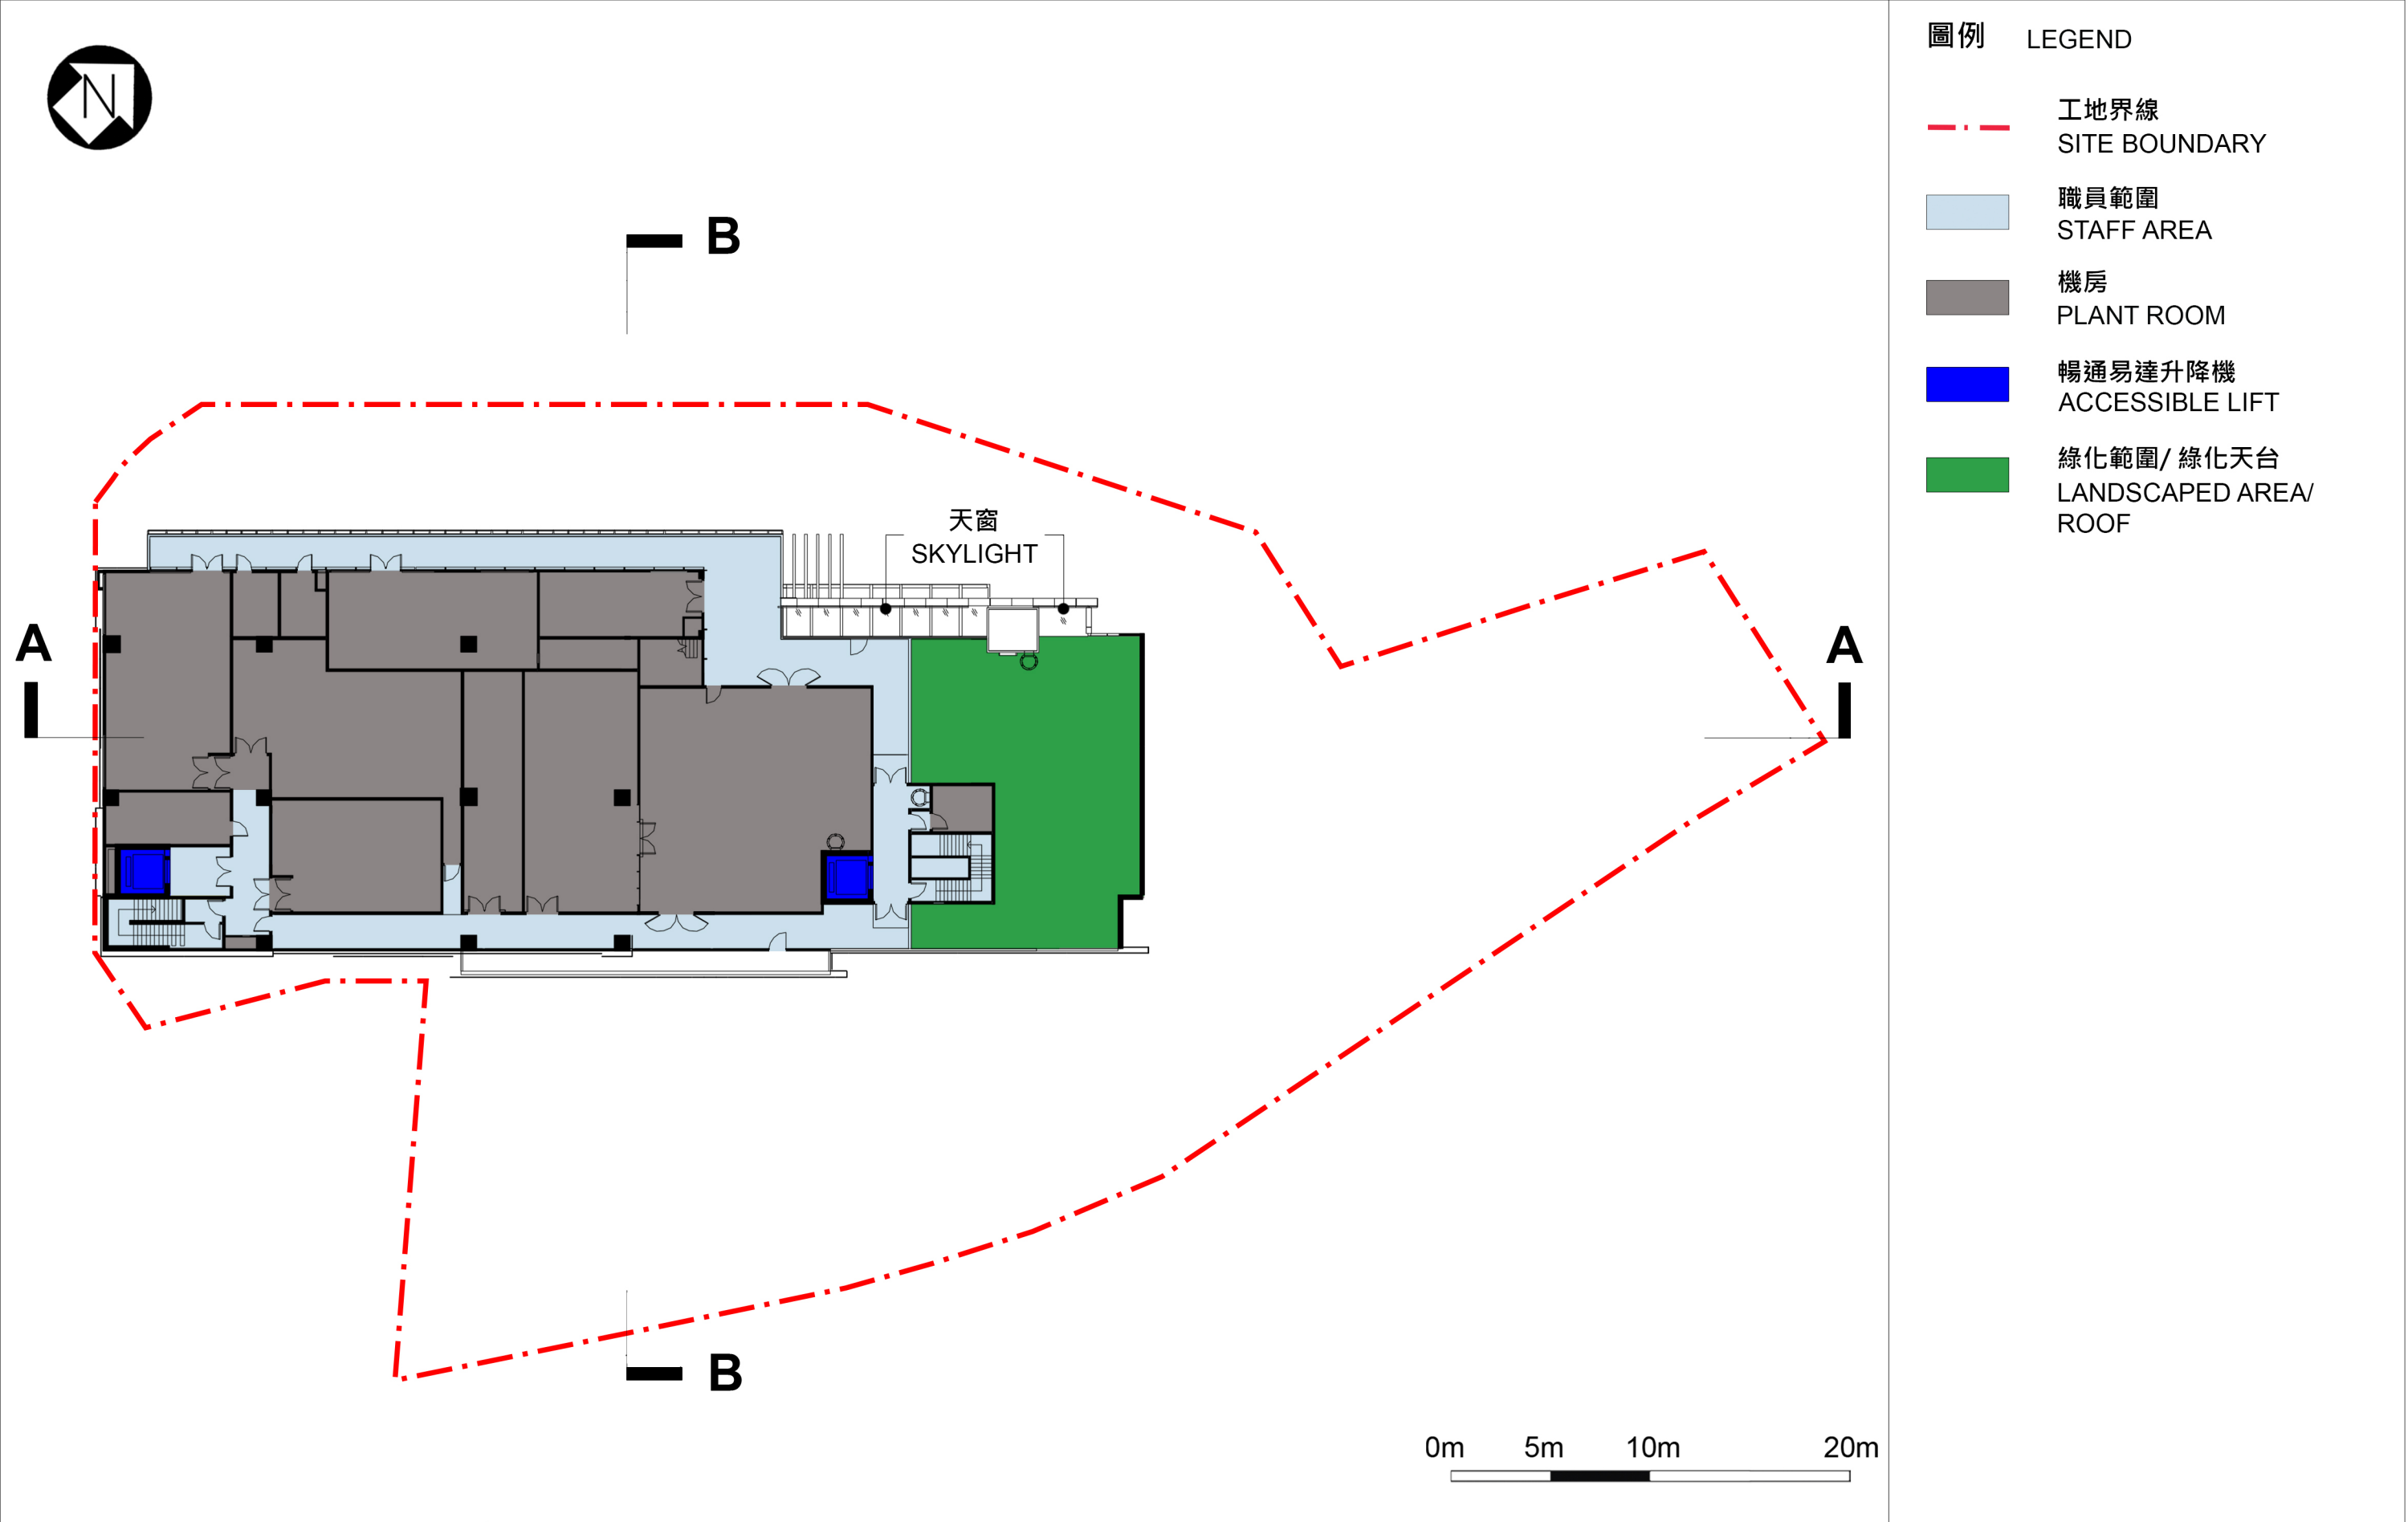 N
B
天窗
SKYLIGHT
A
A
B
0m 5m 10m 20m
圖例 LEGEND
工地界線
SITE BOUNDARY
職員範圍
STAFF AREA
機房
PLANT ROOM
暢通易達升降機
ACCESSIBLE LIFT
綠化範圍/ 綠化天台
LANDSCAPED AREA/
ROOF